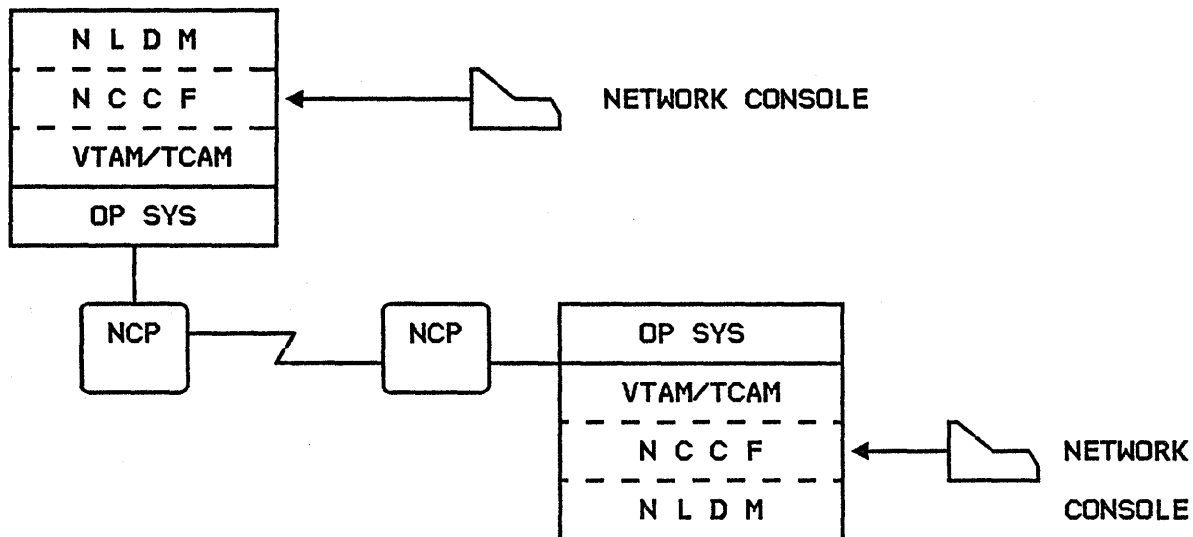 N L D M
N C C F
NETWORK CONSOLE
VTAM/TCAM
OP SYS
NCP
NCP
OP SYS
VTAM/TCAM
N C C F
NETWORK
N L D M
CONSOLE